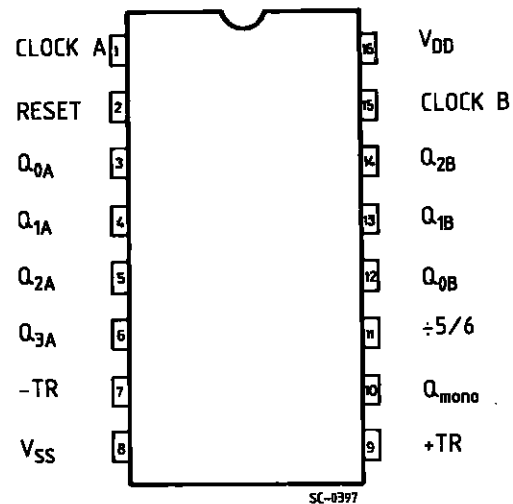 CLOCK A 1 16 VDD
RESET 2 15 CLOCK B
Q0A 3 14 Q2B
Q1A 4 13 Q1B
Q2A 5 12 Q0B
Q3A 6 11 ÷5/6
-TR 7 10 Qmono
VSS 8 9 +TR
SC-0397